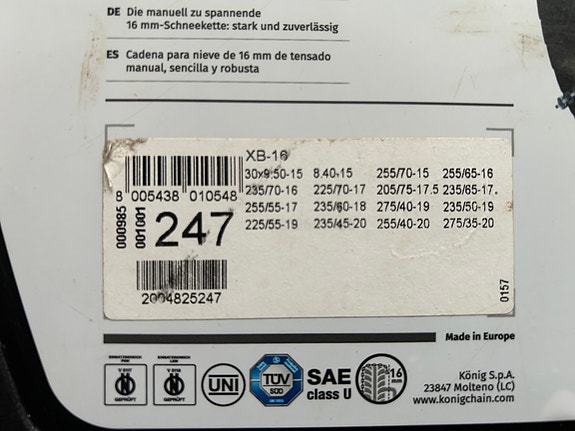 DE Die manuell zu spannende
16 mm-Schneekette: stark und zuverlässig
ES Cadena para nieve de 16 mm de tensado
manual, sencilla y robusta
XB-16
30x9.50-15 8.40-15 255/70-15 255/65-16
235/70-16 225/70-17 205/75-17.5 235/65-17.
255/55-17 235/60-18 275/40-19 235/50-19
225/55-19 235/45-20 255/40-20 275/35-20
8 005438 010548
000985
001001
247
2004825247
0157
Made in Europe
V 5117
GEPRÜFT
GEPRÜFT
UNI
TÜV
SÜD
SAE
class U
16
mm
König S.p.A.
23847 Molteno (LC)
www.konigchain.com